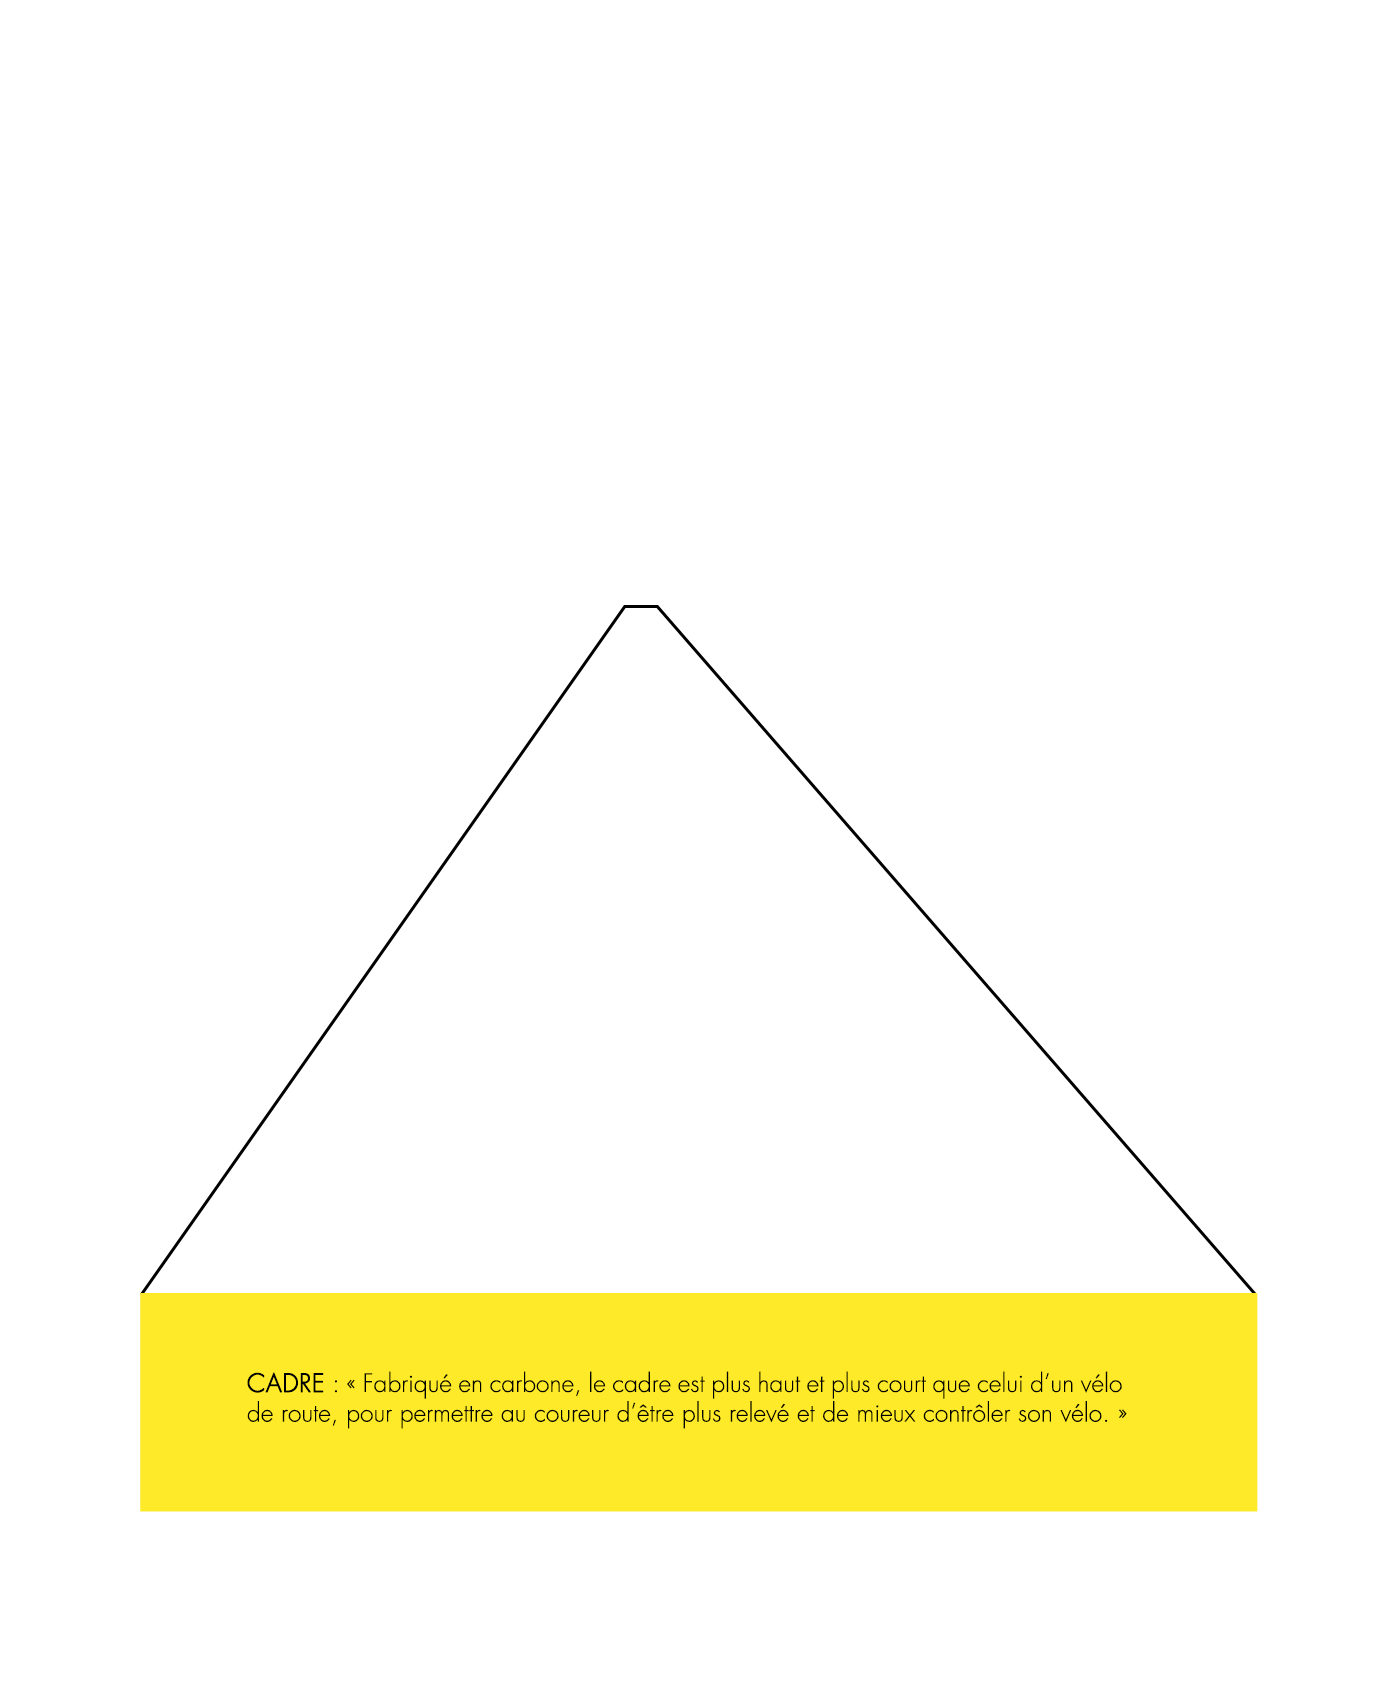 CADRE : « Fabriqué en carbone, le cadre est plus haut et plus court que celui d’un vélo
de route, pour permettre au coureur d’être plus relevé et de mieux contrôler son vélo. »